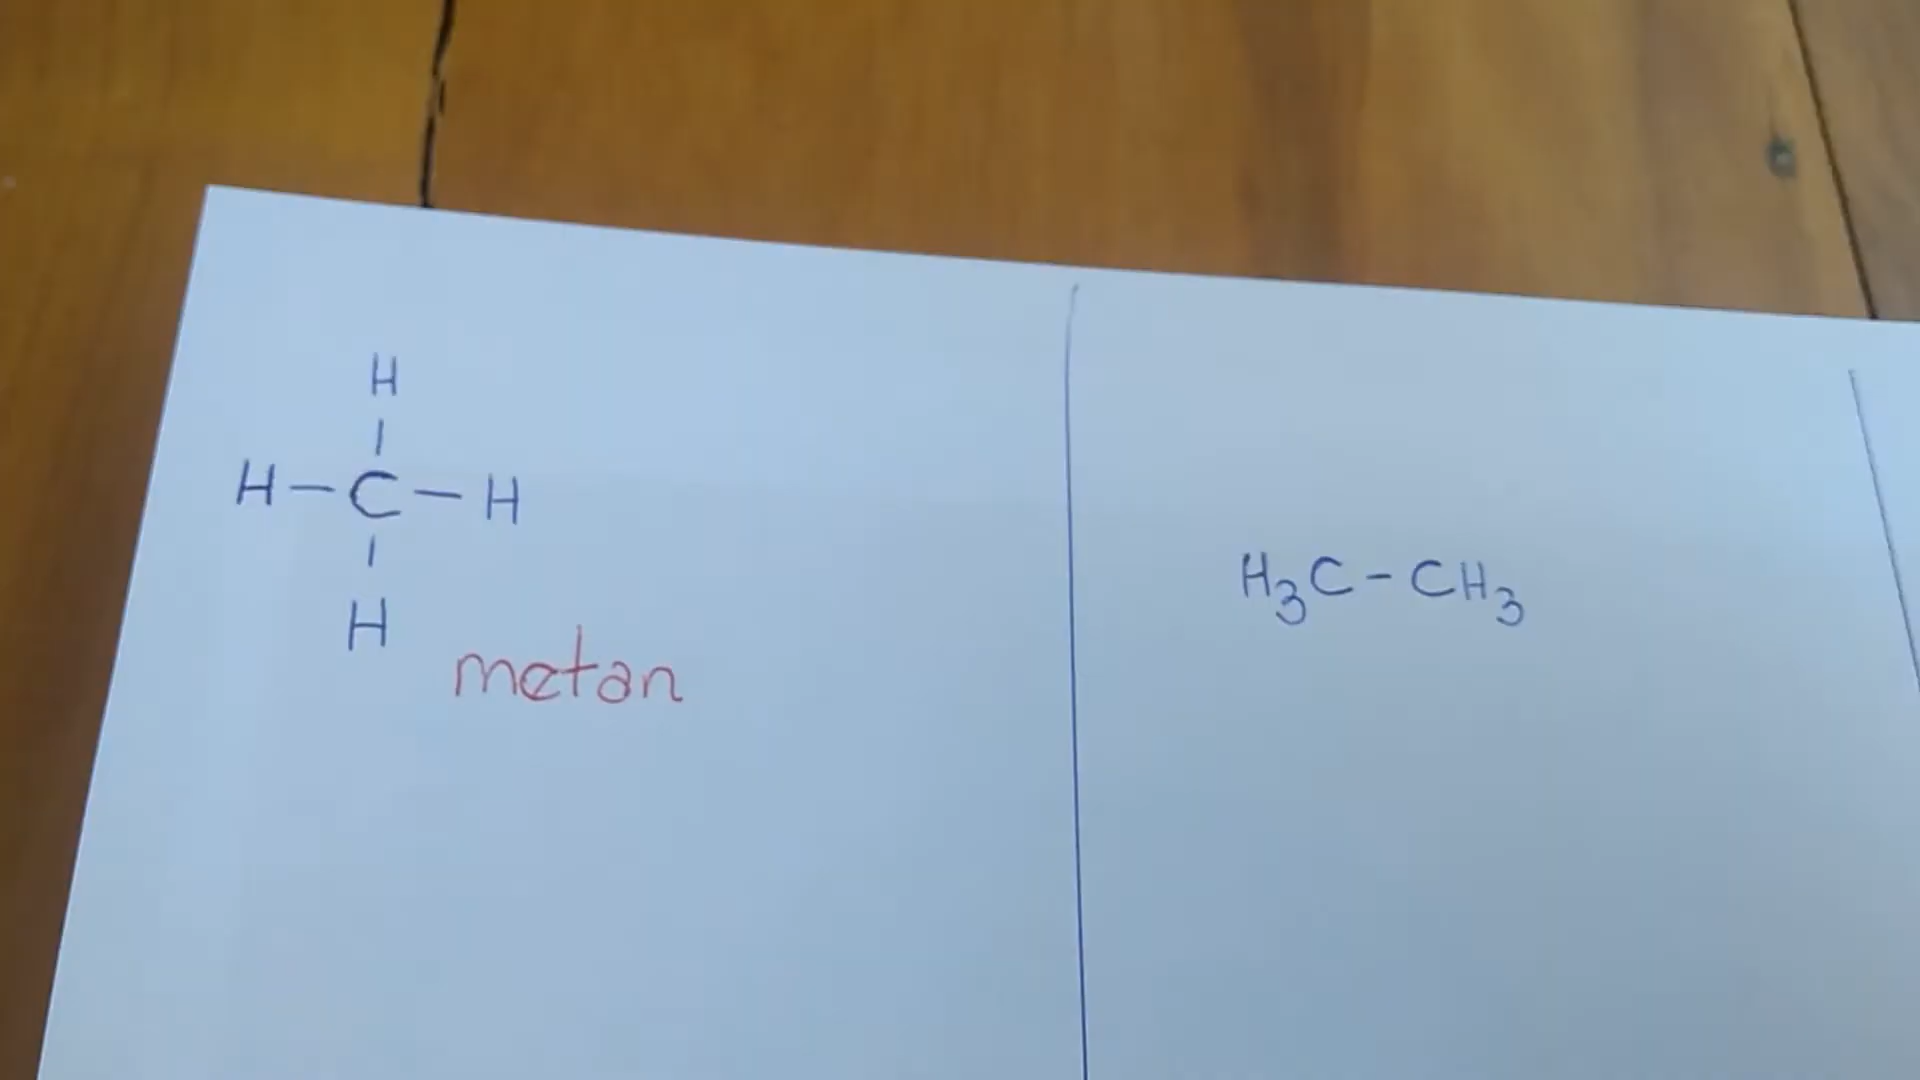 H
H-C-H
H
metan
H₃C-CH₃